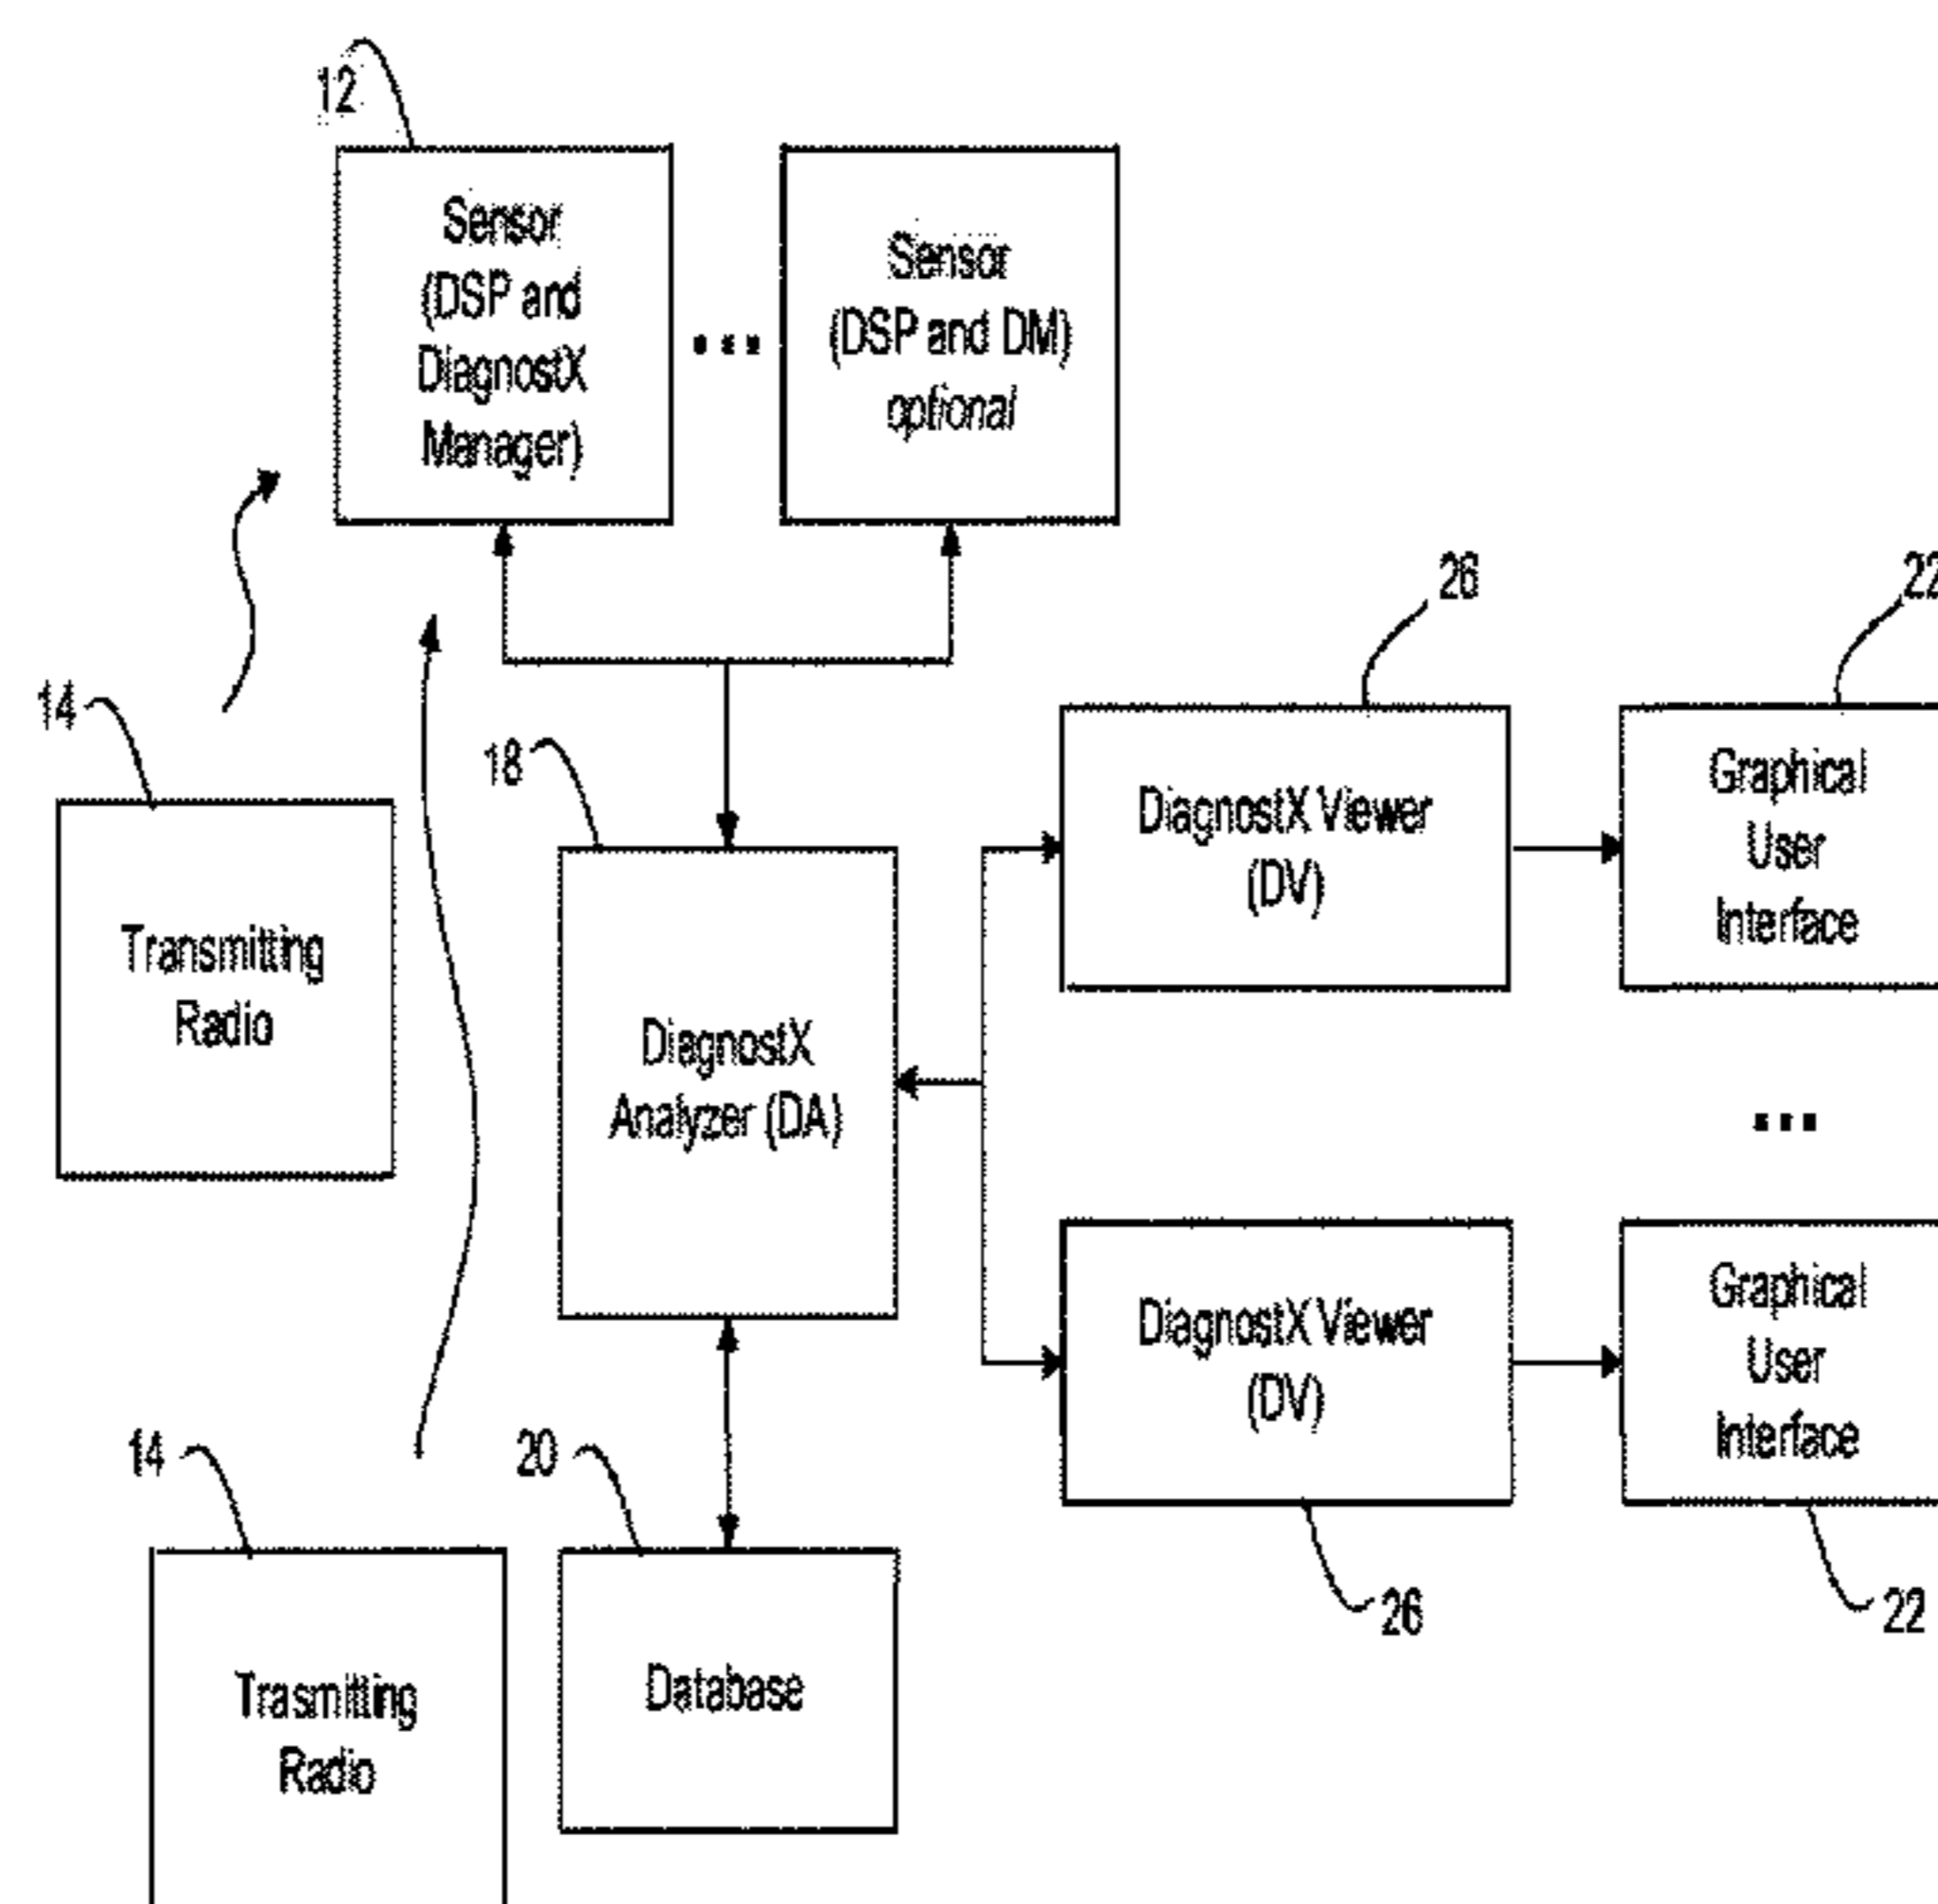 12
Sensor
(DSP and
DiagnostX
Manager)
...
Sensor
(DSP and DM)
optional
14
Transmitting
Radio
18
DiagnostX
Analyzer (DA)
26
DiagnostX Viewer
(DV)
22
Graphical
User
Interface
...
DiagnostX Viewer
(DV)
26
Graphical
User
Interface
22
14
Trasmitting
Radio
20
Database